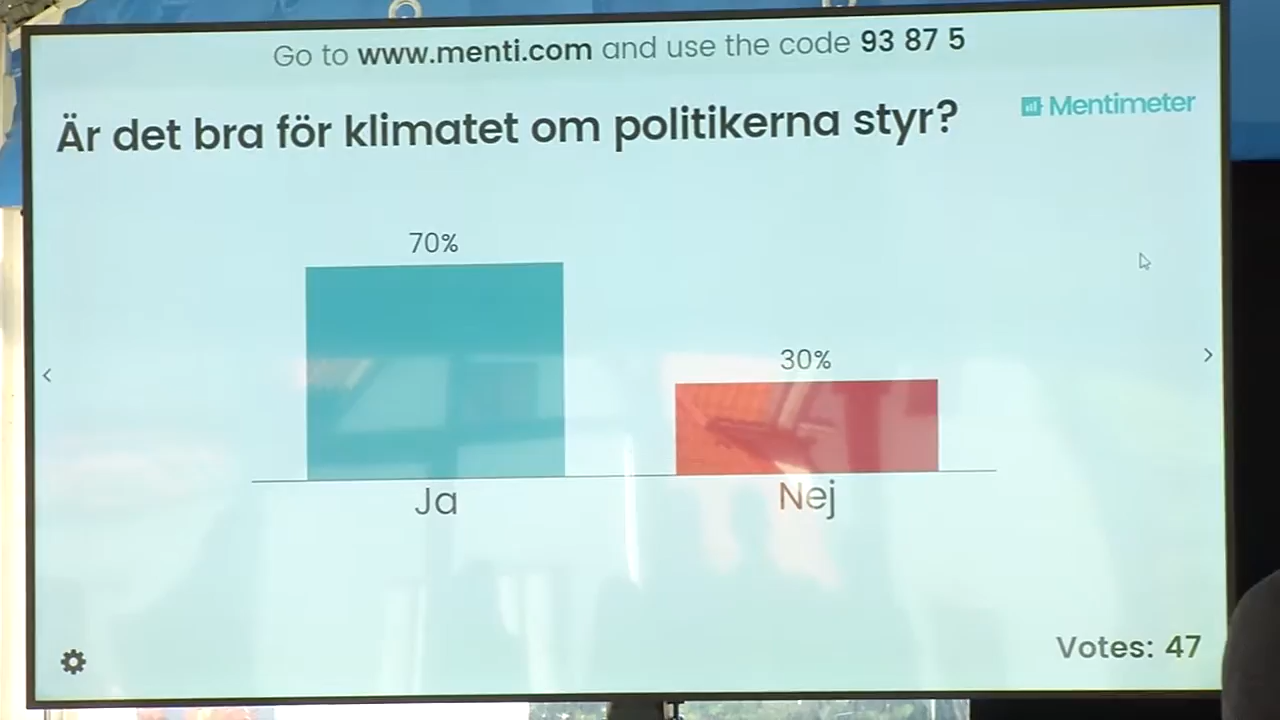 Go to www.menti.com and use the code 93 87 5
Är det bra för klimatet om politikerna styr?
Mentimeter
70%
30%
Ja
Nej
Votes: 47